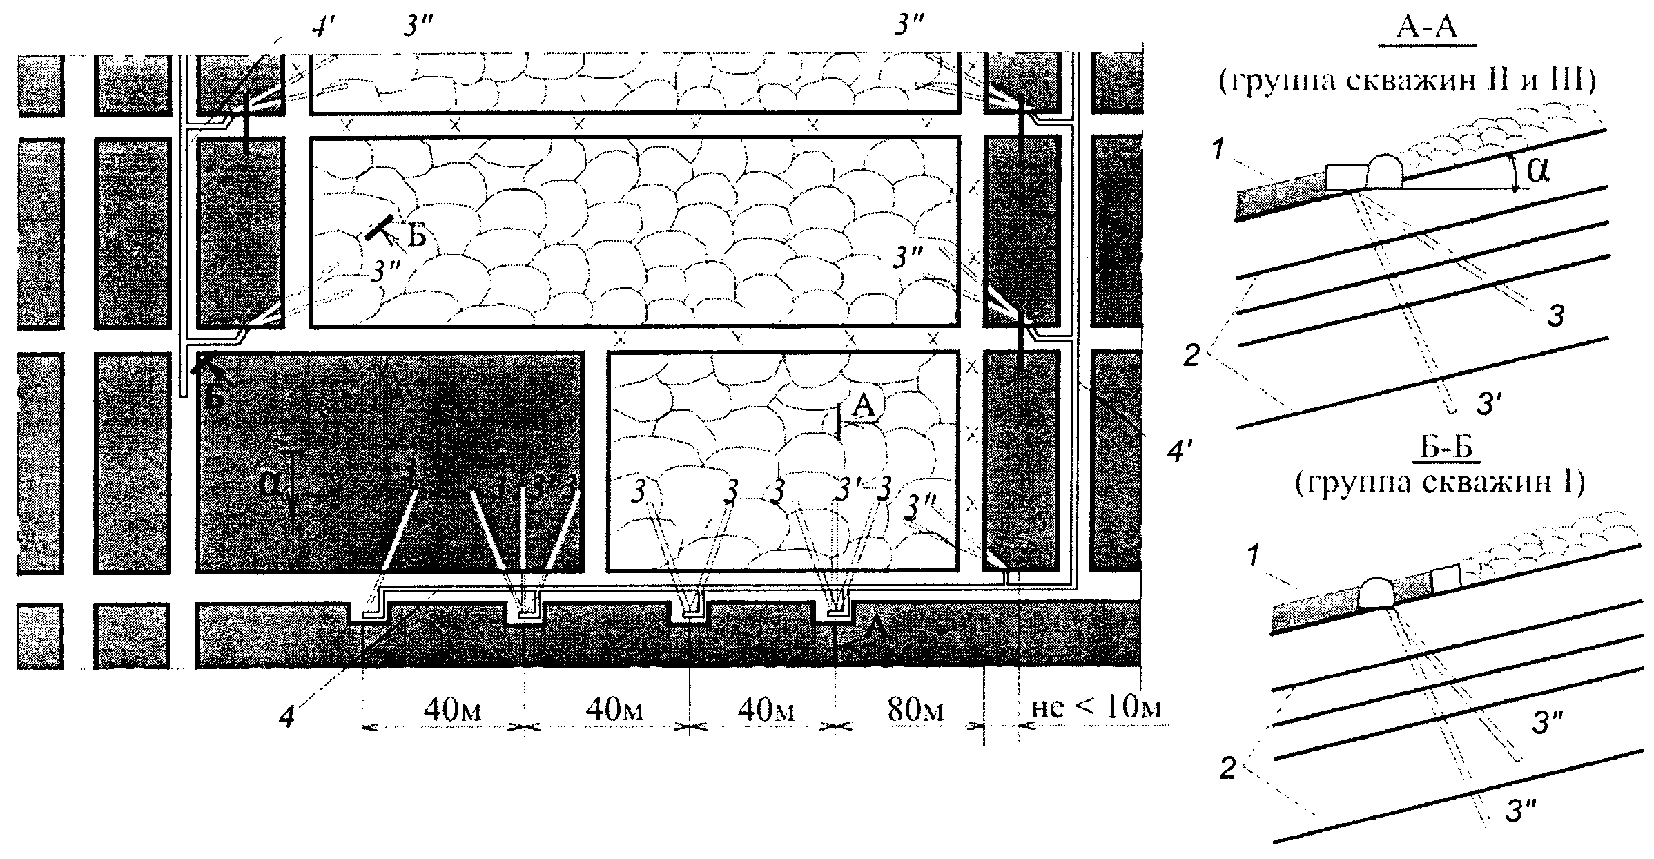 4' 3" 3"
Б
3" 3"
Б
А
4'
α
3 3 3 3 3' 3
3"
А
4
40м 40м 40м 80м не < 10м
А-А
(группа скважин II и III)
1
α
3
2
3'
Б-Б
(группа скважин I)
1
3"
2
3"